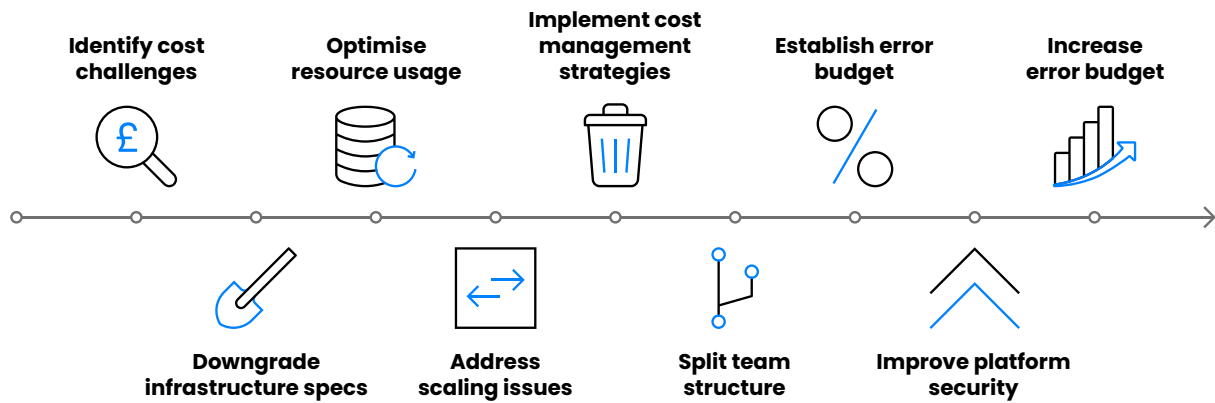 Identify cost
challenges
Optimise
resource usage
Implement cost
management
strategies
Establish error
budget
Increase
error budget
£
Downgrade
infrastructure specs
Address
scaling issues
Split team
structure
Improve platform
security